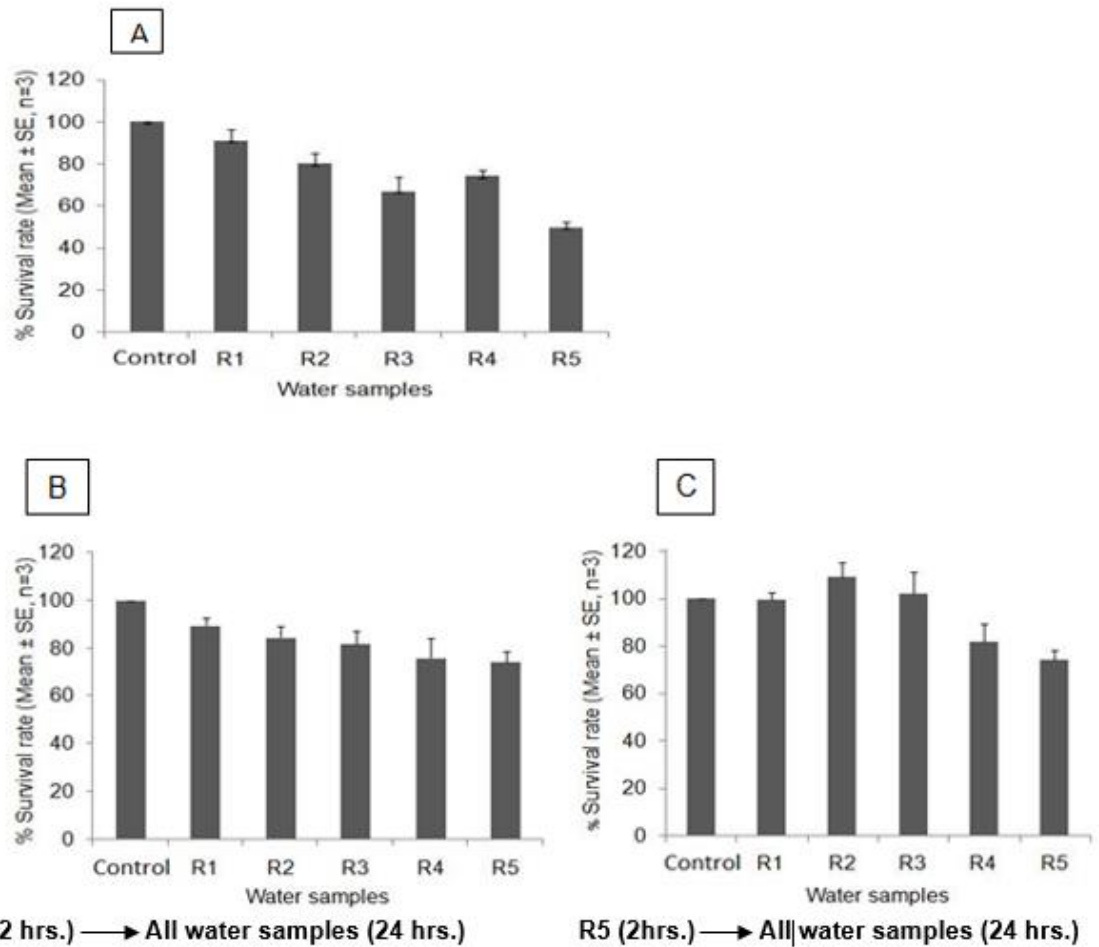 A
% Survival rate (Mean ± SE, n=3)
120
100
80
60
40
20
0
Control R1 R2 R3 R4 R5
Water samples
B
% Survival rate (Mean ± SE, n=3)
120
100
80
60
40
20
0
Control R1 R2 R3 R4 R5
Water samples
2 hrs.) → All water samples (24 hrs.)
C
% Survival rate (Mean ± SE, n=3)
120
100
80
60
40
20
0
Control R1 R2 R3 R4 R5
Water samples
R5 (2hrs.) → All water samples (24 hrs.)